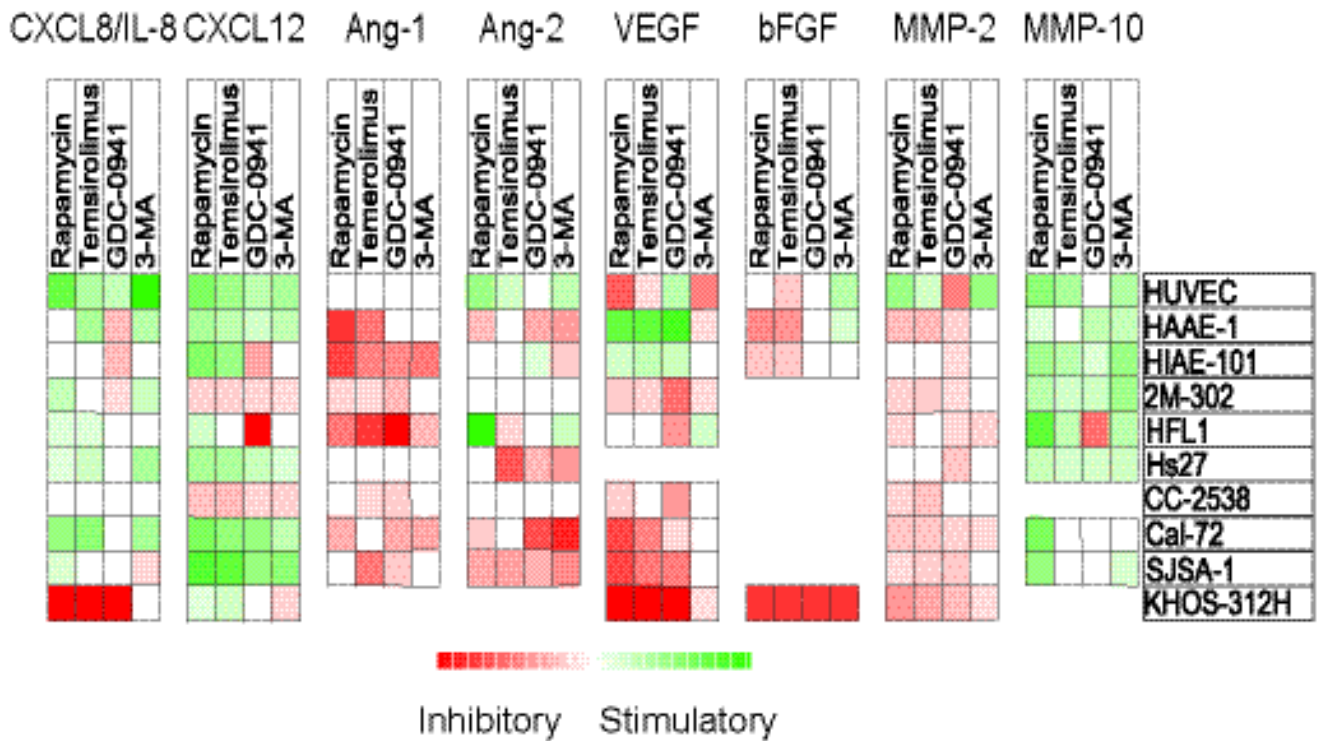 CXCL8/IL-8 CXCL12 Ang-1 Ang-2 VEGF bFGF MMP-2 MMP-10
Rapamycin
Temsirolimus
GDC-0941
3-MA
Rapamycin
Temsirolimus
GDC-0941
3-MA
Rapamycin
Temerolimus
GDC-0941
3-MA
Rapamycin
Temsirolimus
GDC-0941
3-MA
Rapamycin
Temsirolimus
GDC-0941
3-MA
Rapamycin
Temsirolimus
GDC-0941
3-MA
Rapamycin
Temsirolimus
GDC-0941
3-MA
Rapamycin
Temsirolimus
GDC-0941
3-MA
HUVEC
HAAE-1
HIAE-101
2M-302
HFL1
Hs27
CC-2538
Cal-72
SJSA-1
KHOS-312H
Inhibitory Stimulatory